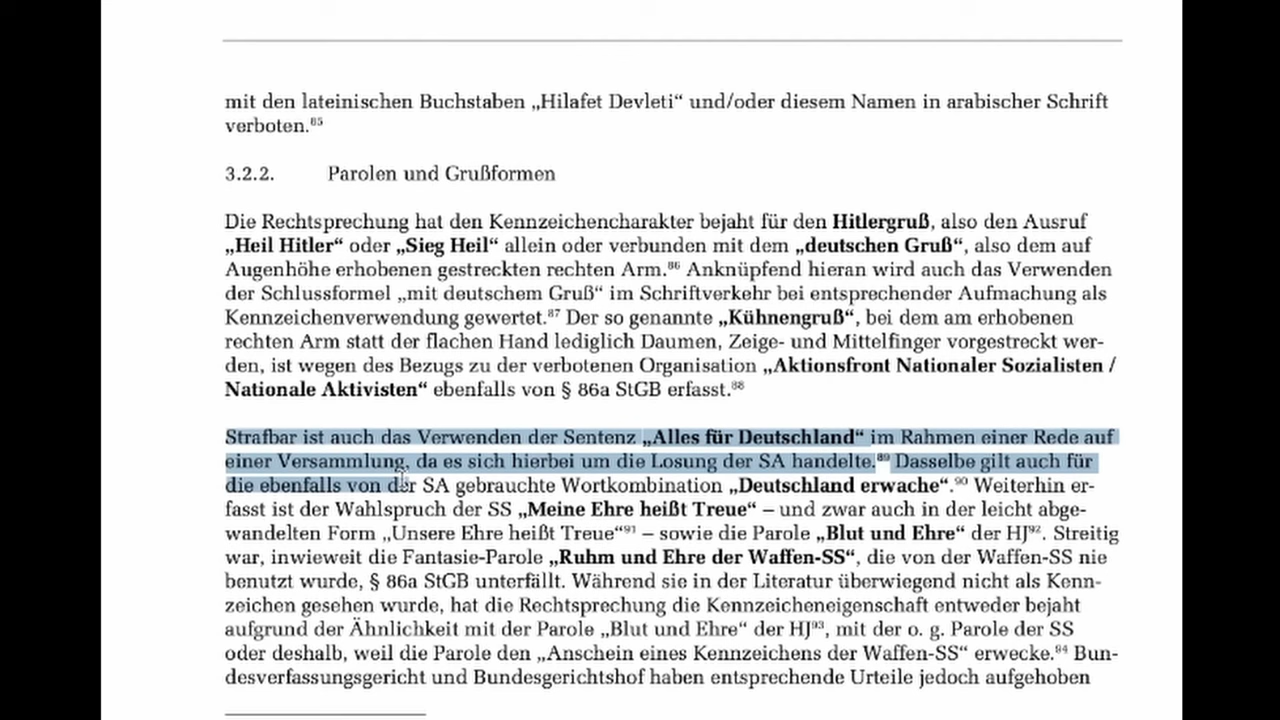 mit den lateinischen Buchstaben „Hilafet Devleti“ und/oder diesem Namen in arabischer Schrift
verboten.⁸⁵
3.2.2. Parolen und Grußformen
Die Rechtsprechung hat den Kennzeichencharakter bejaht für den Hitlergruß, also den Ausruf
„Heil Hitler“ oder „Sieg Heil“ allein oder verbunden mit dem „deutschen Gruß“, also dem auf
Augenhöhe erhobenen gestreckten rechten Arm.⁸⁶ Anknüpfend hieran wird auch das Verwenden
der Schlussformel „mit deutschem Gruß“ im Schriftverkehr bei entsprechender Aufmachung als
Kennzeichenverwendung gewertet.⁸⁷ Der so genannte „Kühnengruß“, bei dem am erhobenen
rechten Arm statt der flachen Hand lediglich Daumen, Zeige- und Mittelfinger vorgestreckt wer-
den, ist wegen des Bezugs zu der verbotenen Organisation „Aktionsfront Nationaler Sozialisten /
Nationale Aktivisten“ ebenfalls von § 86a StGB erfasst.⁸⁸
Strafbar ist auch das Verwenden der Sentenz „Alles für Deutschland“ im Rahmen einer Rede auf
einer Versammlung, da es sich hierbei um die Losung der SA handelte.⁸⁹ Dasselbe gilt auch für
die ebenfalls von der SA gebrauchte Wortkombination „Deutschland erwache“.⁹⁰ Weiterhin er-
fasst ist der Wahlspruch der SS „Meine Ehre heißt Treue“ – und zwar auch in der leicht abge-
wandelten Form „Unsere Ehre heißt Treue“⁹¹ – sowie die Parole „Blut und Ehre“ der HJ⁹². Streitig
war, inwieweit die Fantasie-Parole „Ruhm und Ehre der Waffen-SS“, die von der Waffen-SS nie
benutzt wurde, § 86a StGB unterfällt. Während sie in der Literatur überwiegend nicht als Kenn-
zeichen gesehen wurde, hat die Rechtsprechung die Kennzeicheneigenschaft entweder bejaht
aufgrund der Ähnlichkeit mit der Parole „Blut und Ehre“ der HJ⁹³, mit der o. g. Parole der SS
oder deshalb, weil die Parole den „Anschein eines Kennzeichens der Waffen-SS“ erwecke.⁹⁴ Bun-
desverfassungsgericht und Bundesgerichtshof haben entsprechende Urteile jedoch aufgehoben